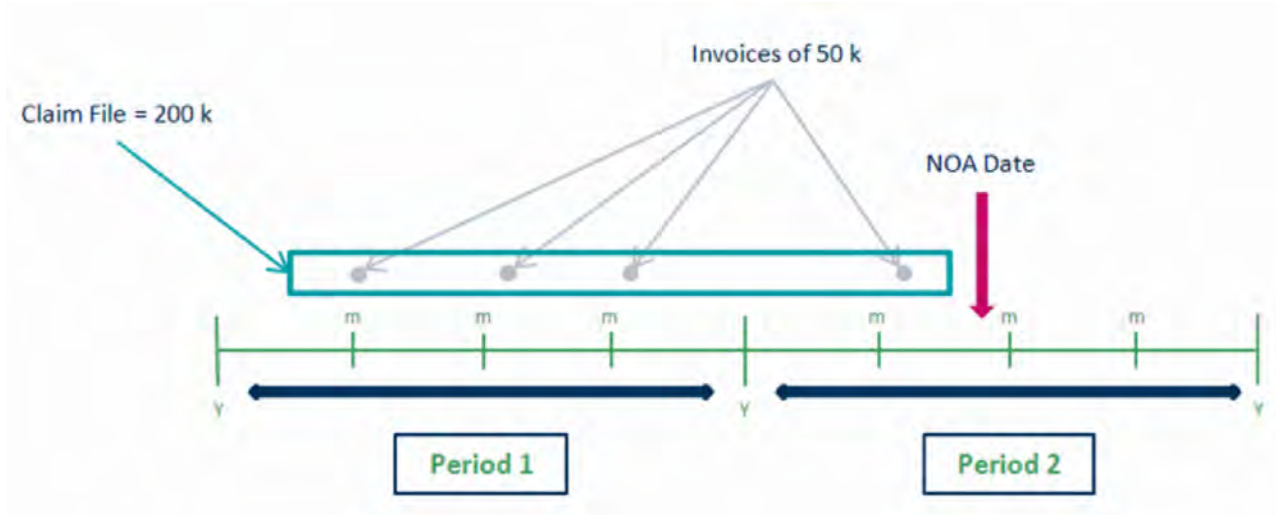 Invoices of 50 k
Claim File = 200 k
NOA Date
m m m m m m
Y Y Y
Period 1 Period 2